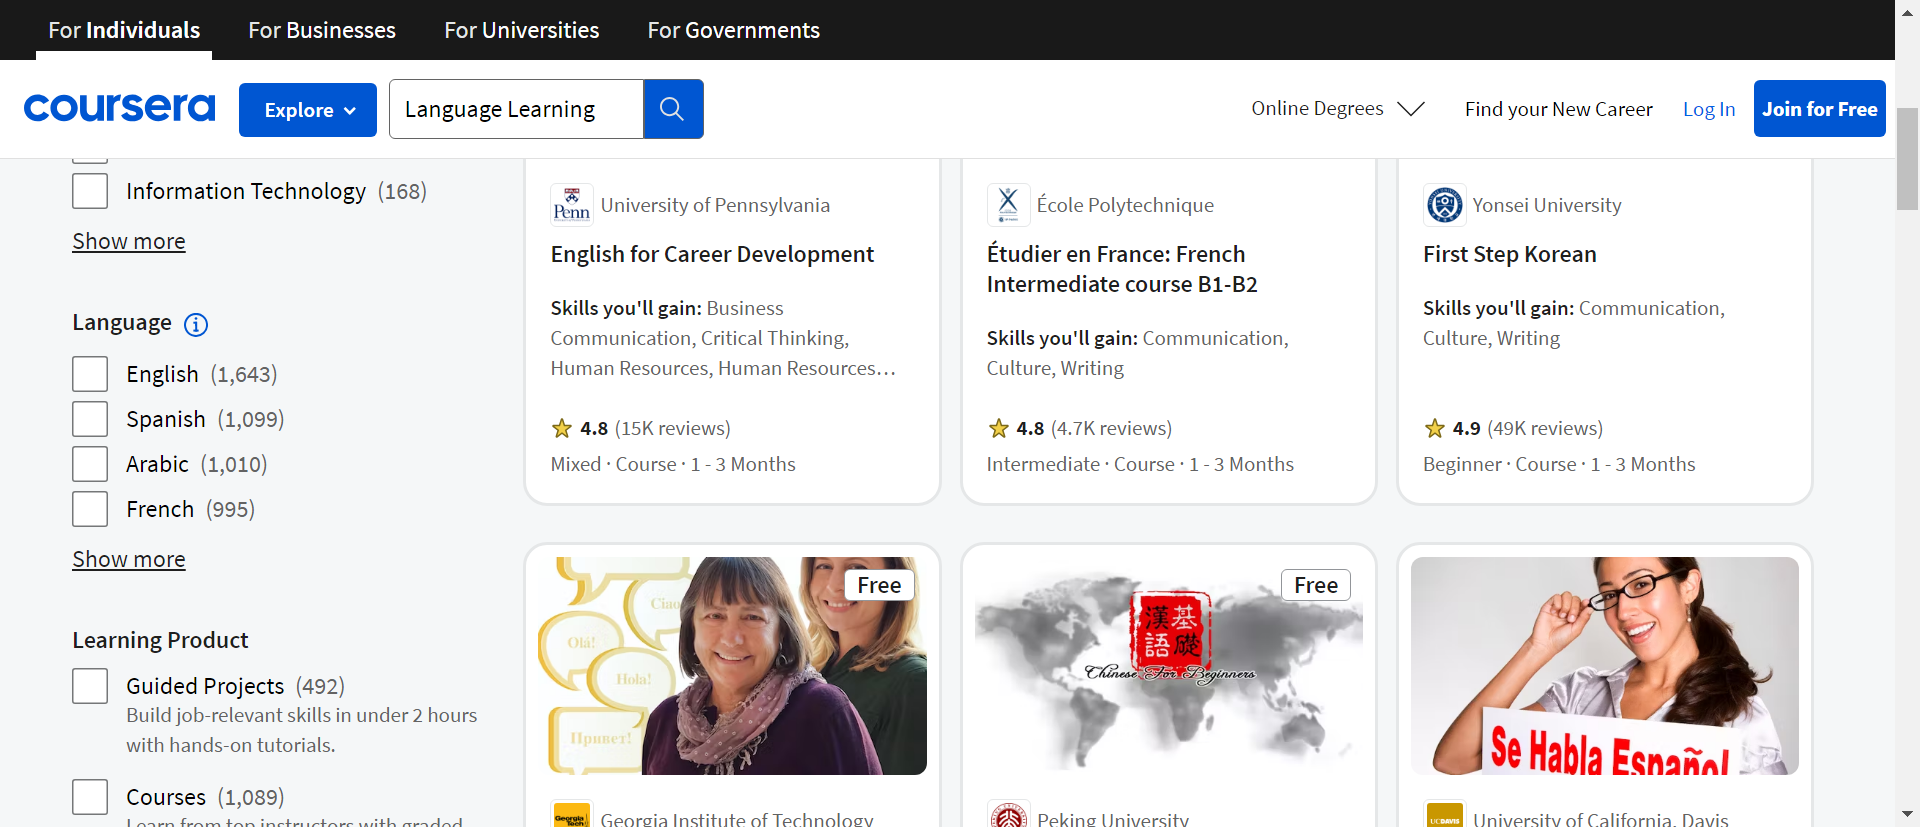 For Individuals
For Businesses
For Universities
For Governments
coursera
Explore
Language Learning
Online Degrees
Find your New Career
Log In
Join for Free
Information Technology (168)
Show more
Language
English (1,643)
Spanish (1,099)
Arabic (1,010)
French (995)
Show more
Learning Product
Guided Projects (492)
Build job-relevant skills in under 2 hours
with hands-on tutorials.
Courses (1,089)
Learn from top instructors with graded
Penn
University of Pennsylvania
English for Career Development
Skills you'll gain: Business
Communication, Critical Thinking,
Human Resources, Human Resources…
4.8 (15K reviews)
Mixed · Course · 1 - 3 Months
École Polytechnique
Étudier en France: French
Intermediate course B1-B2
Skills you'll gain: Communication,
Culture, Writing
4.8 (4.7K reviews)
Intermediate · Course · 1 - 3 Months
Yonsei University
First Step Korean
Skills you'll gain: Communication,
Culture, Writing
4.9 (49K reviews)
Beginner · Course · 1 - 3 Months
Free
Ciao
Olá!
Hola!
Привет!
Georgia
Tech
Georgia Institute of Technology
Free
漢語
基礎
Chinese For Beginners
Peking University
Se Habla Español
UCDAVIS
University of California, Davis